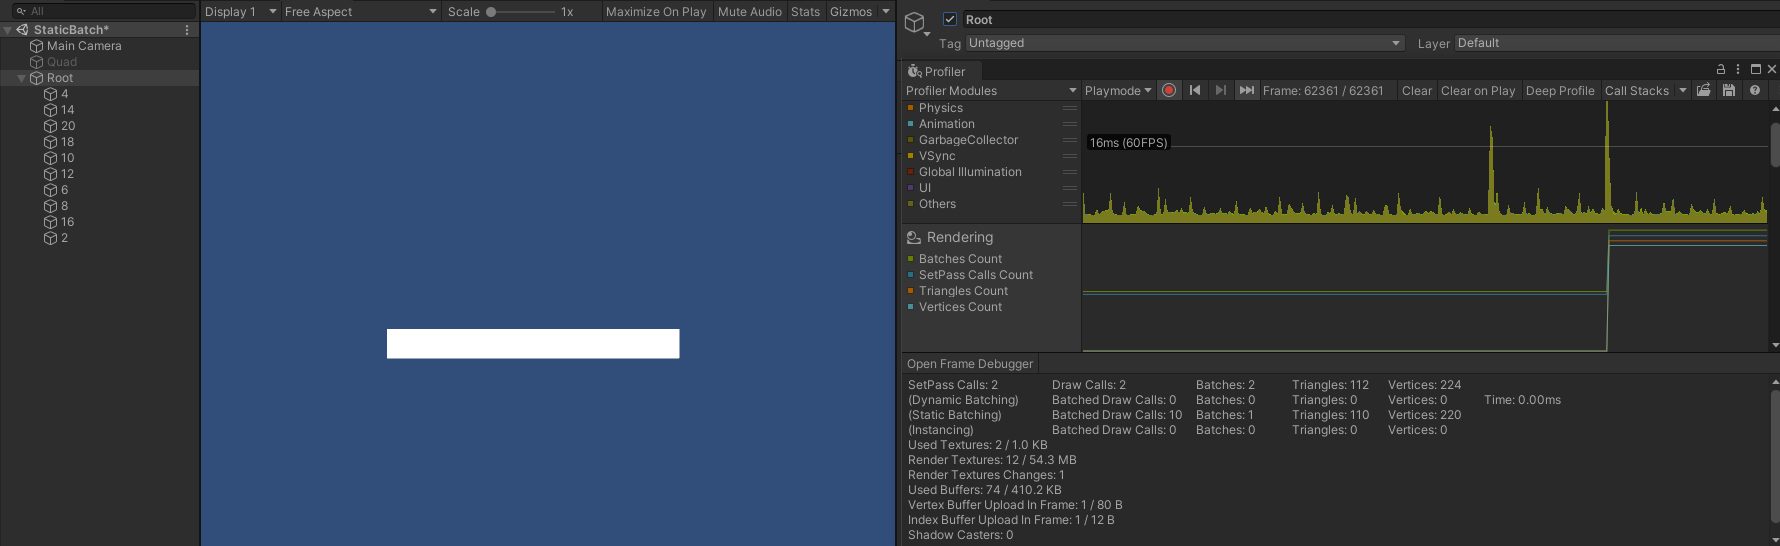 All
StaticBatch*
Main Camera
Quad
Root
4
14
20
18
10
12
6
8
16
2
Display 1
Free Aspect
Scale 1x
Maximize On Play
Mute Audio
Stats
Gizmos
Root
Tag Untagged
Layer Default
Profiler
Profiler Modules
Playmode
Frame: 62361 / 62361
Clear
Clear on Play
Deep Profile
Call Stacks
Physics
Animation
GarbageCollector
VSync
Global Illumination
UI
Others
16ms (60FPS)
Rendering
Batches Count
SetPass Calls Count
Triangles Count
Vertices Count
Open Frame Debugger
SetPass Calls: 2 Draw Calls: 2 Batches: 2 Triangles: 112 Vertices: 224
(Dynamic Batching) Batched Draw Calls: 0 Batches: 0 Triangles: 0 Vertices: 0 Time: 0.00ms
(Static Batching) Batched Draw Calls: 10 Batches: 1 Triangles: 110 Vertices: 220
(Instancing) Batched Draw Calls: 0 Batches: 0 Triangles: 0 Vertices: 0
Used Textures: 2 / 1.0 KB
Render Textures: 12 / 54.3 MB
Render Textures Changes: 1
Used Buffers: 74 / 410.2 KB
Vertex Buffer Upload In Frame: 1 / 80 B
Index Buffer Upload In Frame: 1 / 12 B
Shadow Casters: 0